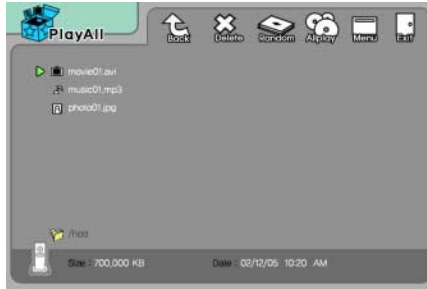 PlayAll
Back Delete Random Allplay Menu Exit
movie01.avi
music01.mp3
photo01.jpg
Size : 700,000 KB Date : 02/12/05 10:20 AM